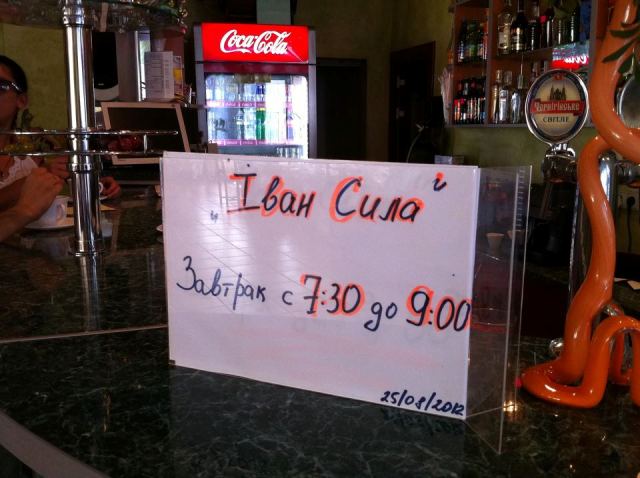 Coca-Cola
Чернігівське
СВІТЛЕ
„Іван Сила"
Завтрак с 7:30 до 9:00
25/08/2012